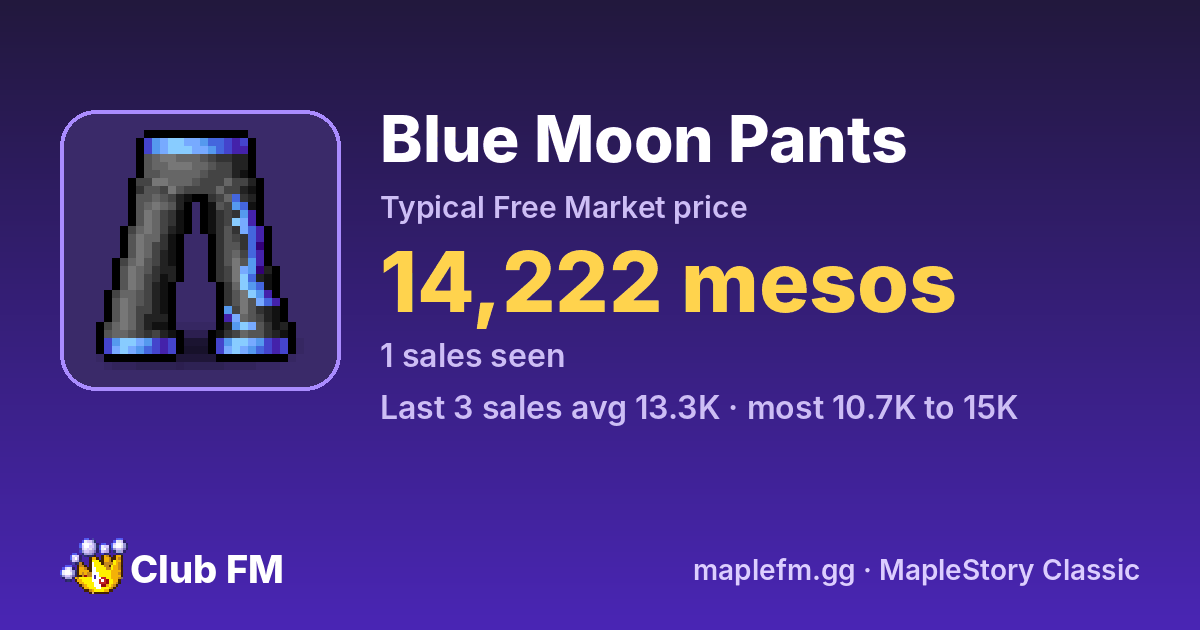 Blue Moon Pants
Typical Free Market price
14,222 mesos
1 sales seen
Last 3 sales avg 13.3K · most 10.7K to 15K
Club FM
maplefm.gg · MapleStory Classic